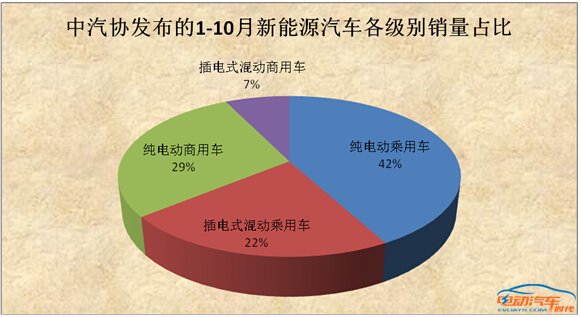 中汽协发布的1-10月新能源汽车各级别销量占比
插电式混动商用车
7%
纯电动商用车
29%
纯电动乘用车
42%
插电式混动乘用车
22%
电动汽车
EVDAYS.COM
时代